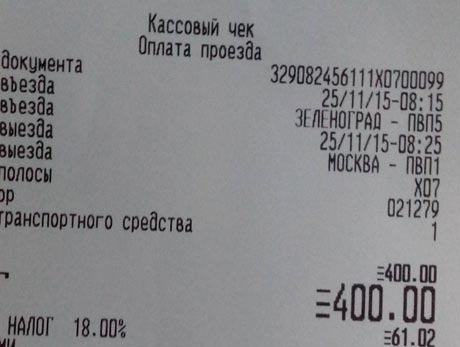 Кассовый чек
Оплата проезда
документа 329082456111X0700099
въезда 25/11/15-08:15
въезда ЗЕЛЕНОГРАД - ПВП5
выезда 25/11/15-08:25
выезда МОСКВА - ПВП1
полосы X07
ор 021279
транспортного средства 1
≡400.00
≡400.00
НАЛОГ 18.00% ≡61.02